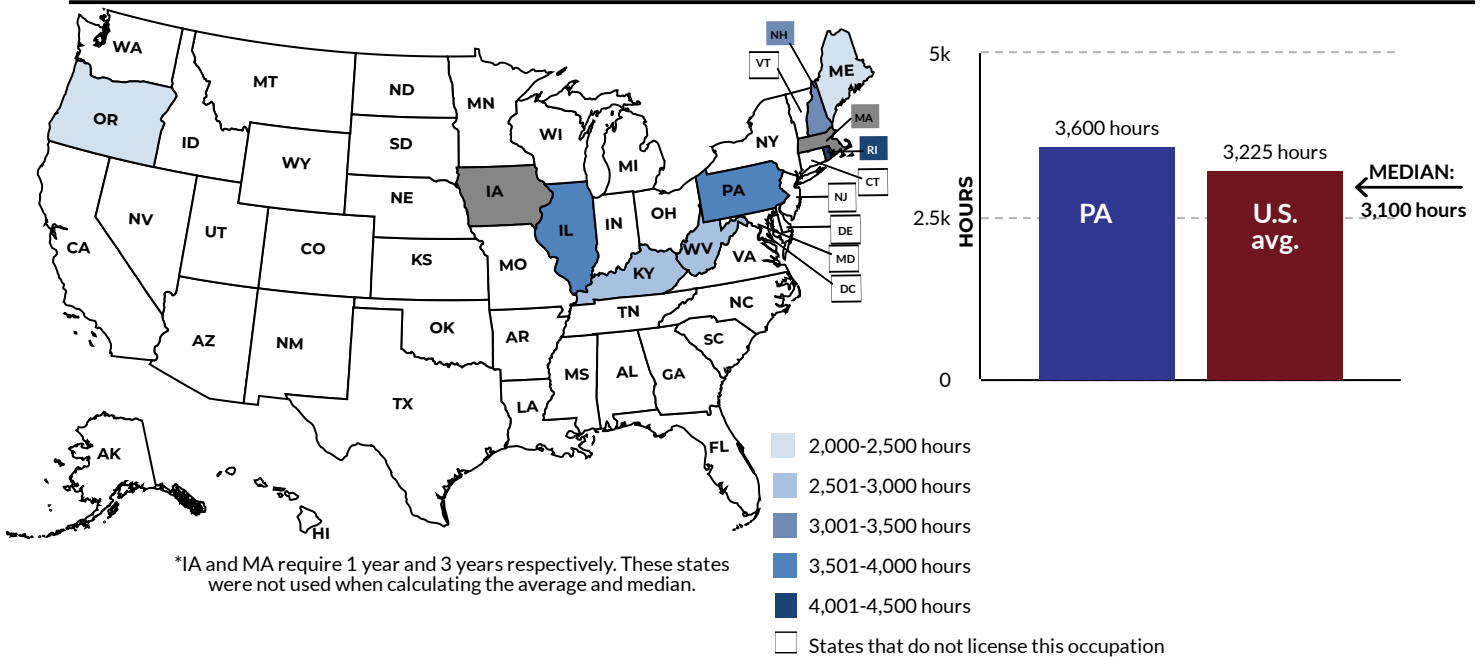 WA
OR
CA
NV
ID
MT
WY
UT
CO
AZ
NM
ND
SD
NE
KS
OK
TX
MN
IA
MO
AR
LA
WI
IL
MI
IN
OH
KY
TN
MS
AL
GA
FL
SC
NC
VA
WV
PA
NY
ME
NH
VT
MA
RI
CT
NJ
DE
MD
DC
AK
HI
*IA and MA require 1 year and 3 years respectively. These states
were not used when calculating the average and median.
5k
2.5k
0
HOURS
3,600 hours
PA
3,225 hours
U.S.
avg.
MEDIAN:
3,100 hours
2,000-2,500 hours
2,501-3,000 hours
3,001-3,500 hours
3,501-4,000 hours
4,001-4,500 hours
States that do not license this occupation